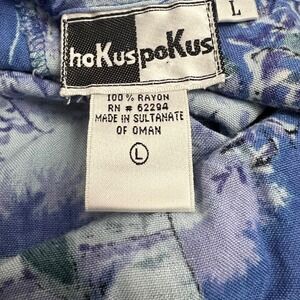 L
hoKus poKus
100% RAYON
RN # 62294
MADE IN SULTANATE
OF OMAN
L